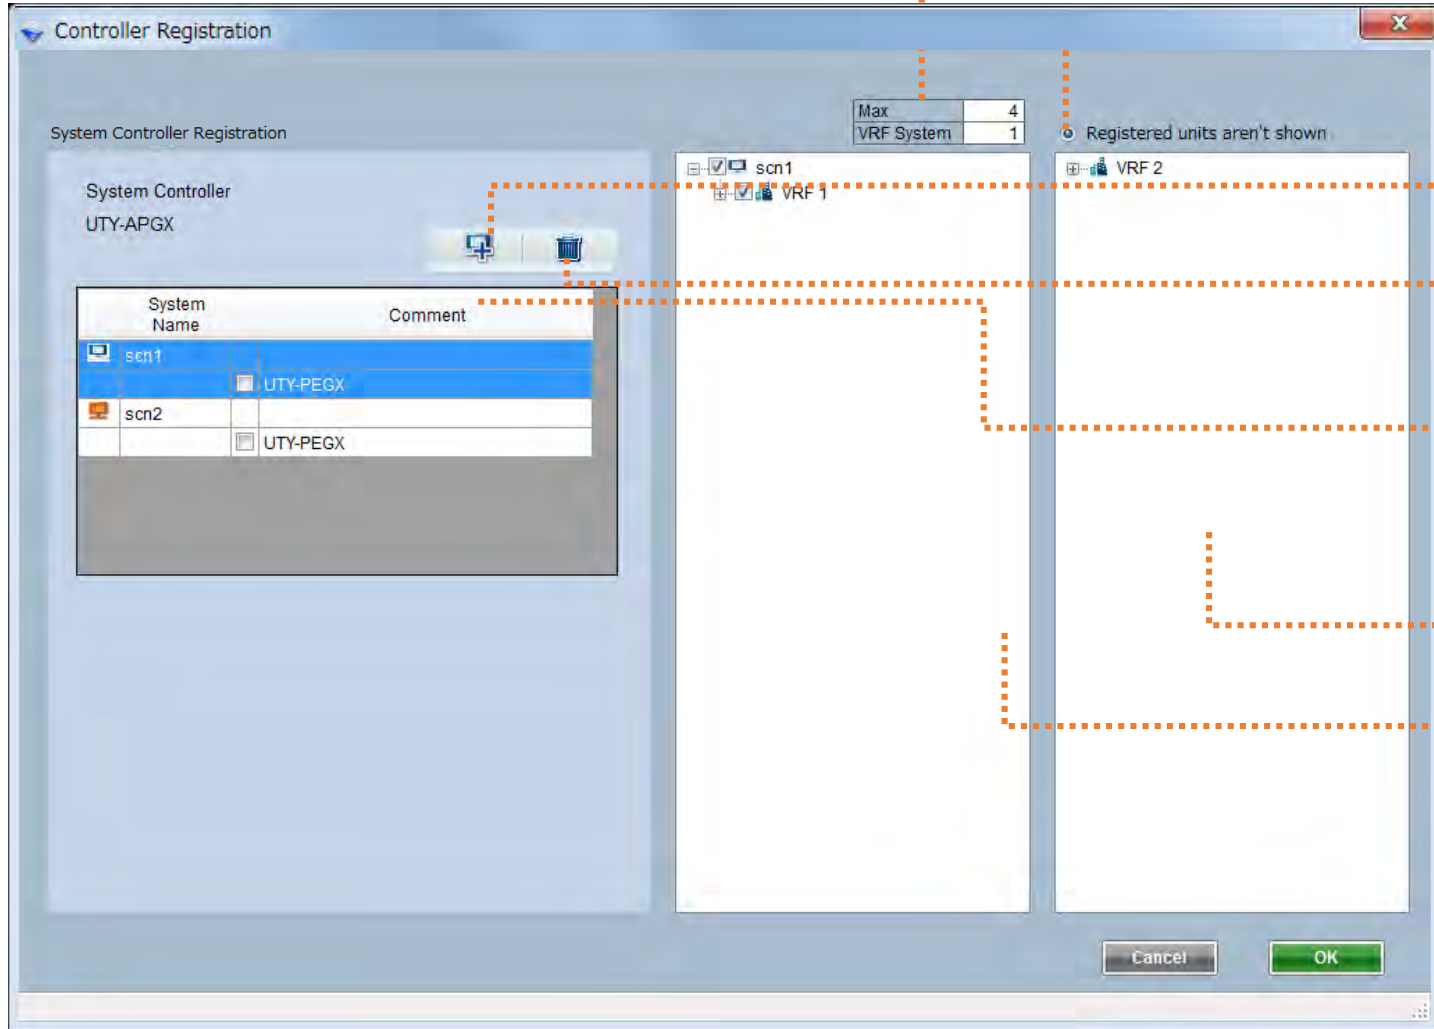 Controller Registration
X
Max 4
VRF System 1
System Controller Registration
Registered units aren't shown
System Controller
UTY-APGX
scn1
VRF 1
VRF 2
System Name
Comment
scn1
UTY-PEGX
scn2
UTY-PEGX
Cancel
OK